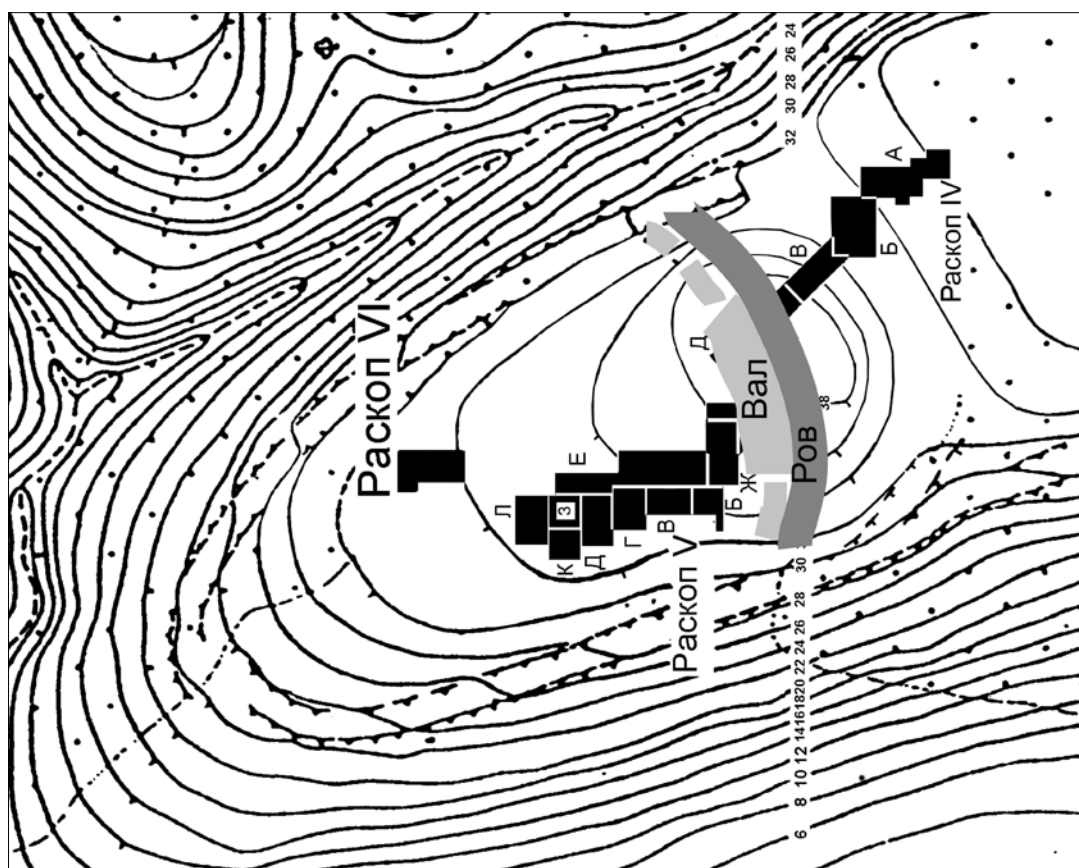 Раскоп VI
Л
К
З
Е
Д
Г
В
Раскоп V
Д
Б
Ж
Вал
6 8 10 12 14 16 18 20 22 24 26 28 30
32 30 28 26 24
В
Ров
38
Б
А
Раскоп IV